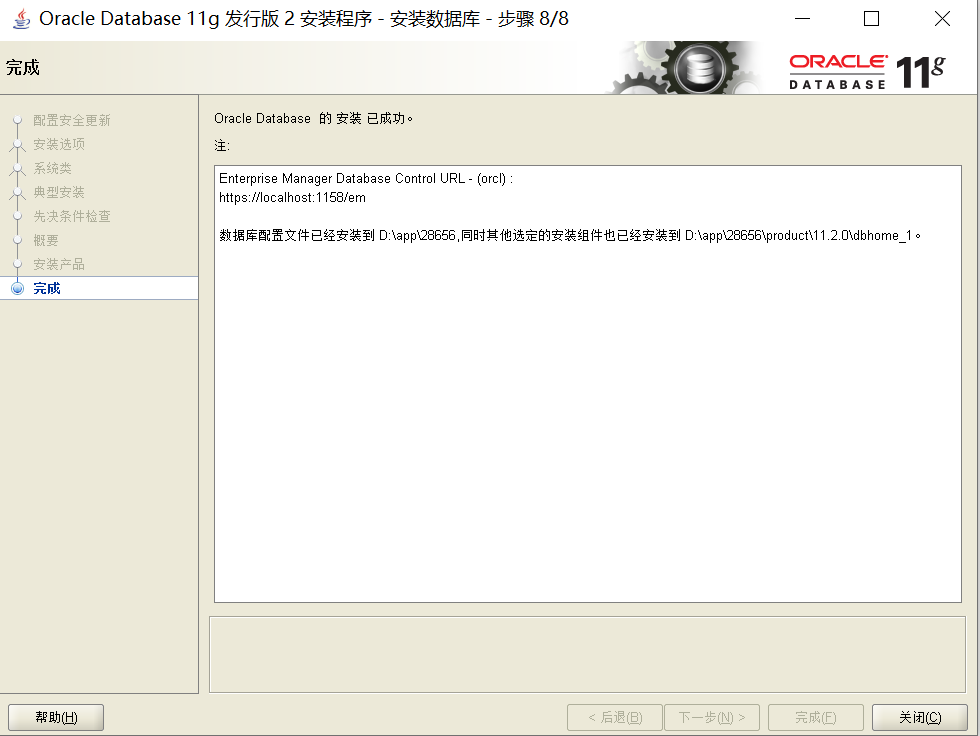 Oracle Database 11g 发行版 2 安装程序 - 安装数据库 - 步骤 8/8
完成
ORACLE
DATABASE 11g
配置安全更新
安装选项
系统类
典型安装
先决条件检查
概要
安装产品
完成
Oracle Database 的 安装 已成功。
注:
Enterprise Manager Database Control URL - (orcl) :
https://localhost:1158/em
数据库配置文件已经安装到 D:\app\28656,同时其他选定的安装组件也已经安装到 D:\app\28656\product\11.2.0\dbhome_1。
帮助(H)
< 后退(B)
下一步(N) >
完成(F)
关闭(C)